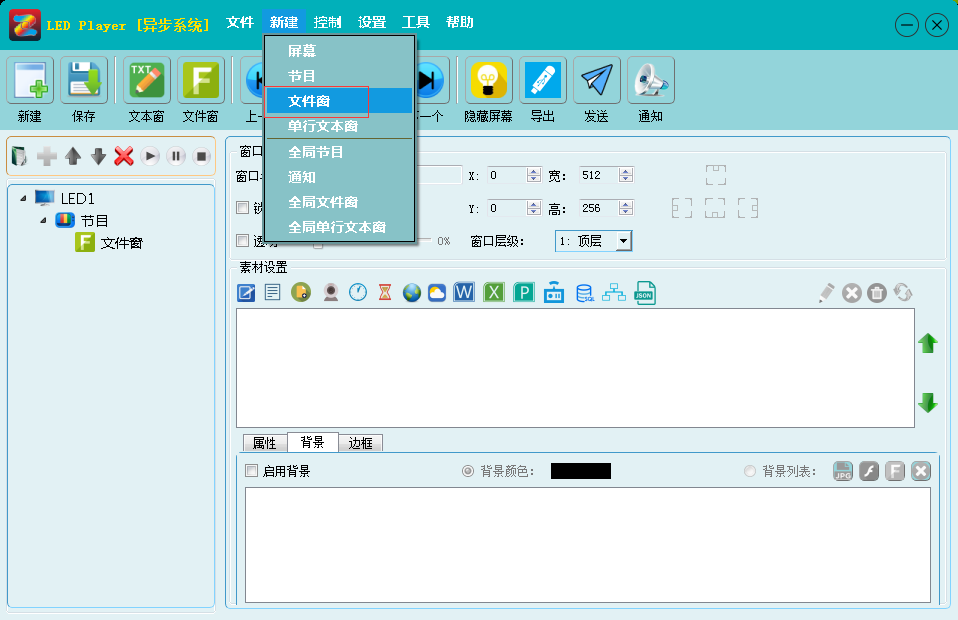 LED Player [异步系统] 文件 新建 控制 设置 工具 帮助
屏幕
节目
文件窗
单行文本窗
全局节目
通知
全局文件窗
全局单行文本窗
新建 保存 文本窗 文件窗 上一 一个 隐藏屏幕 导出 发送 通知
TXT
F
窗口
X: 0 宽: 512
Y: 0 高: 256
0% 窗口层级: 1: 顶层
LED1
节目
F 文件窗
素材设置
W X P SQL JSON
属性 背景 边框
启用背景 背景颜色: 背景列表: JPG f F